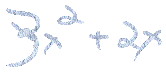 3x² + 2x